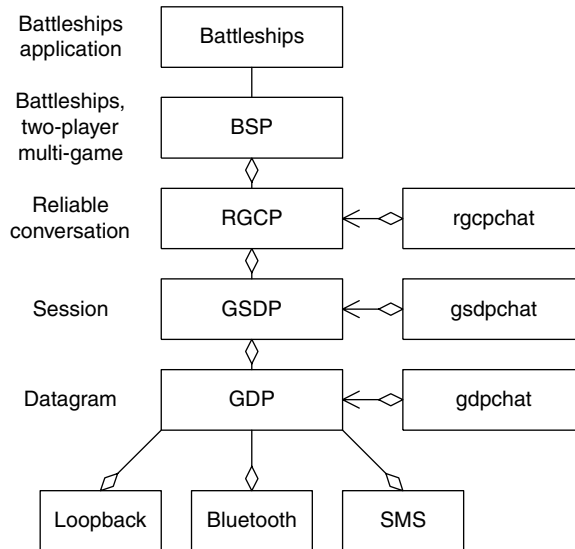 Battleships
application
Battleships
Battleships,
two-player
multi-game
BSP
Reliable
conversation
RGCP
rgcpchat
Session
GSDP
gsdpchat
Datagram
GDP
gdpchat
Loopback
Bluetooth
SMS